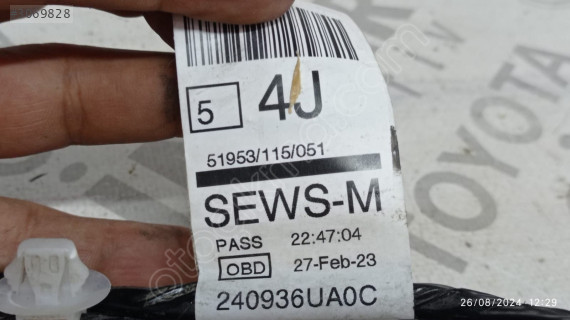 5 4J
51953/115/051
SEWS-M
PASS 22:47:04
OBD 27-Feb-23
240936UA0C
TOYOTA
26/08/2024 12:29